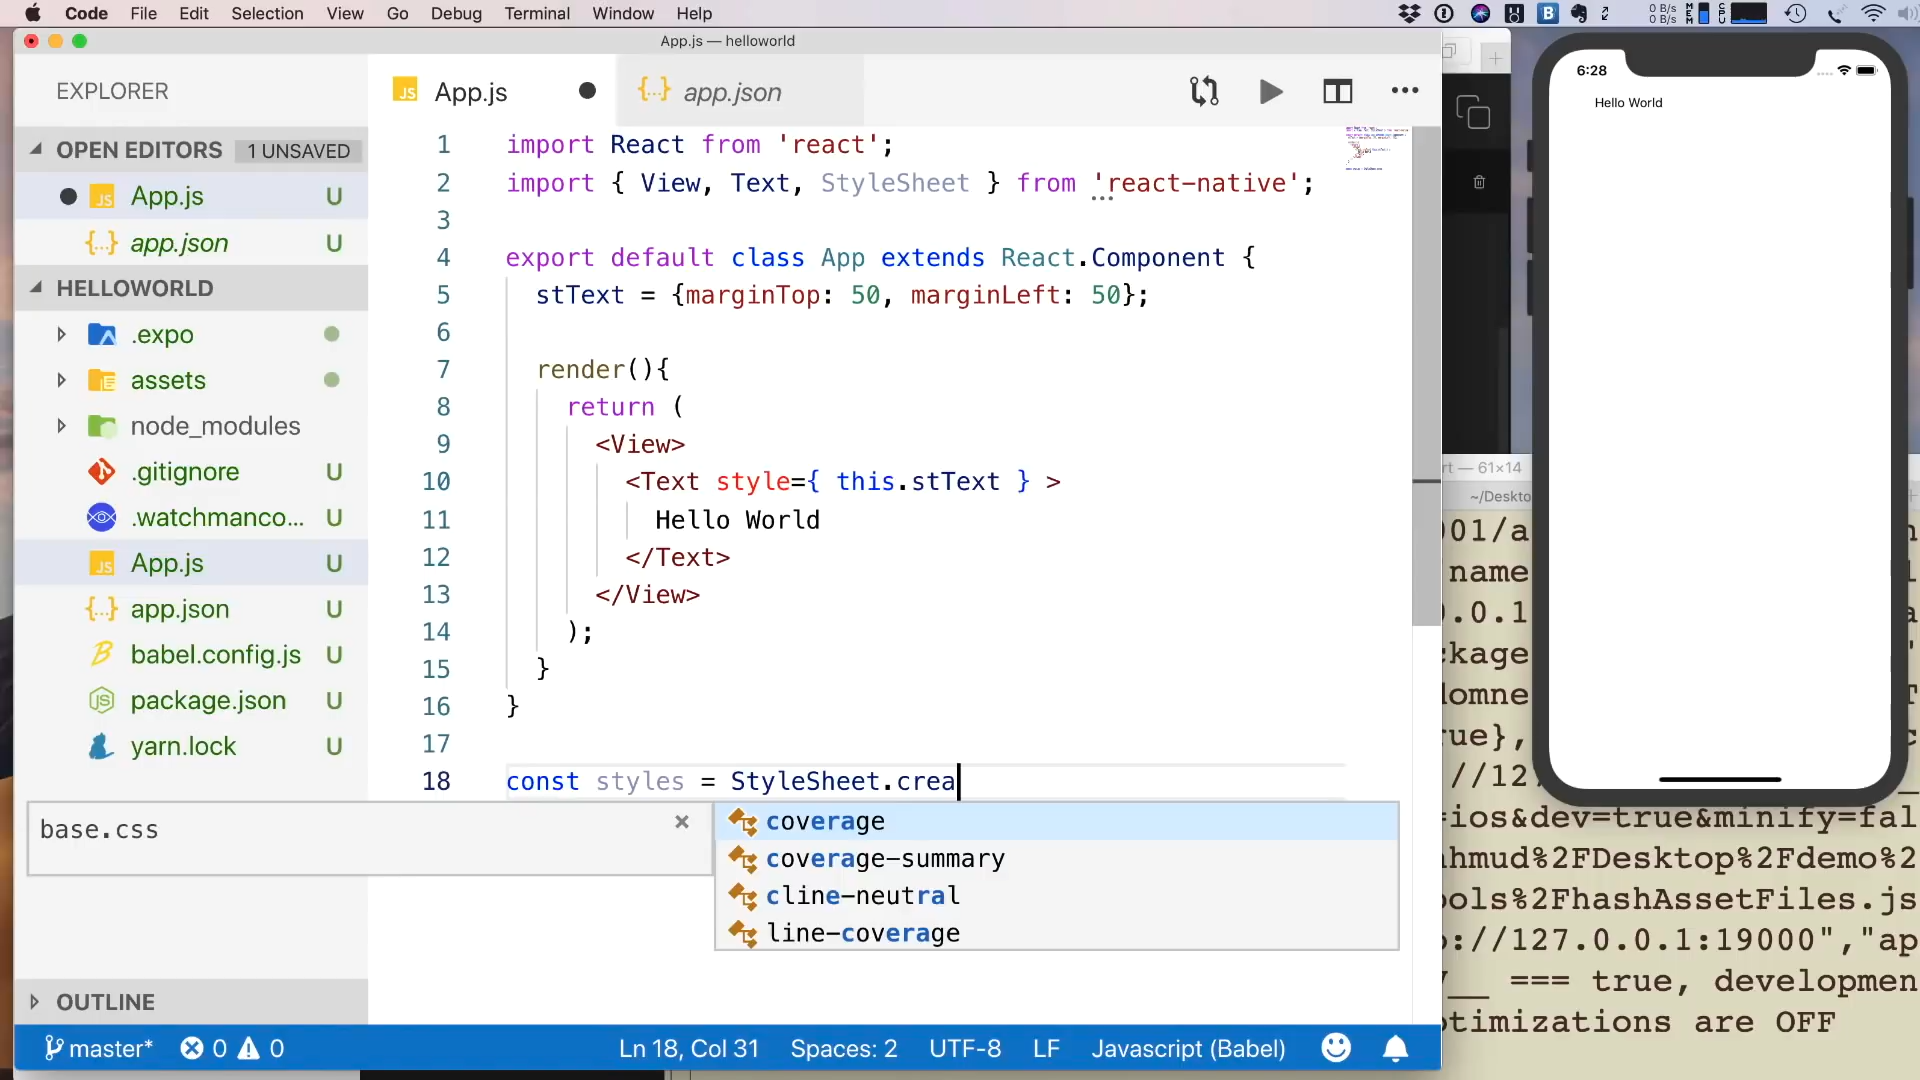 Code File Edit Selection View Go Debug Terminal Window Help
0 B/s
0 B/s
MEM
CPU
App.js — helloworld
EXPLORER
OPEN EDITORS 1 UNSAVED
App.js U
app.json U
HELLOWORLD
.expo
assets
node_modules
.gitignore U
.watchmanco... U
App.js U
app.json U
babel.config.js U
package.json U
yarn.lock U
OUTLINE
App.js
app.json
1 import React from 'react';
2 import { View, Text, StyleSheet } from 'react-native';
3
4 export default class App extends React.Component {
5 stText = {marginTop: 50, marginLeft: 50};
6
7 render(){
8 return (
9 <View>
10 <Text style={ this.stText } >
11 Hello World
12 </Text>
13 </View>
14 );
15 }
16 }
17
18 const styles = StyleSheet.crea
base.css ×
coverage
coverage-summary
cline-neutral
line-coverage
master* 0 0 Ln 18, Col 31 Spaces: 2 UTF-8 LF Javascript (Babel)
6:28
Hello World
rt — 61×14
~/Deskto
001/a
name
0.0.1
ckage
omne
rue},
//12
=ios&dev=true&minify=fal
ahmud%2FDesktop%2Fdemo%2
ools%2FhashAssetFiles.js
://127.0.0.1:19000","ap
__ === true, developmen
timizations are OFF